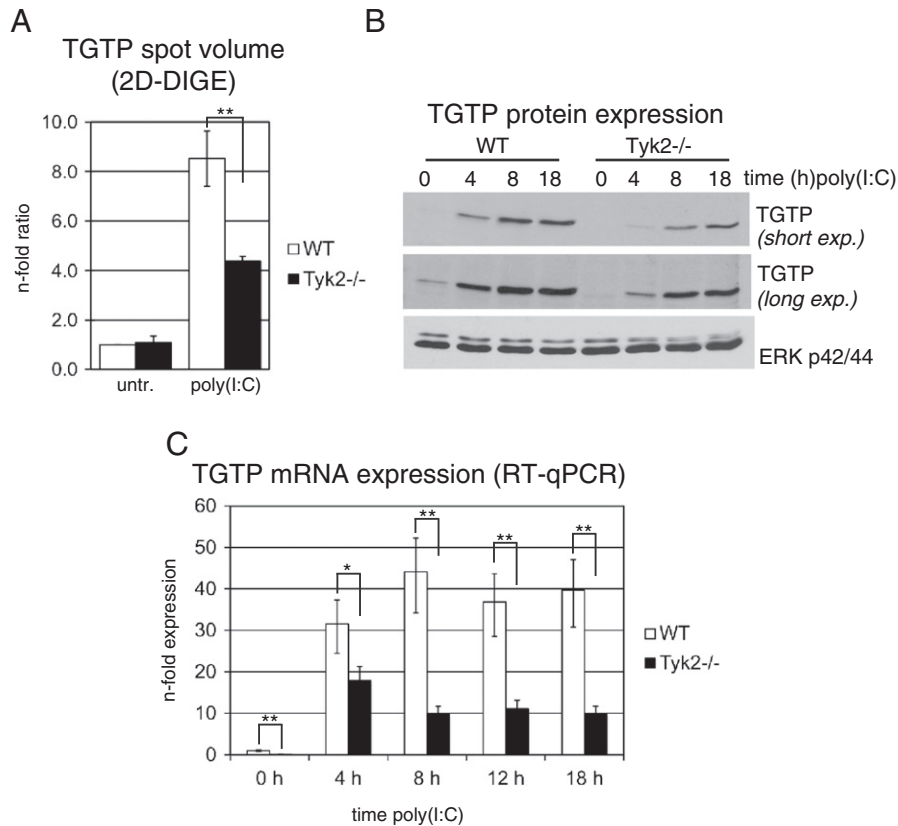 A
TGTP spot volume
(2D-DIGE)
**
10.0
8.0
6.0
4.0
2.0
0.0
n-fold ratio
untr.
poly(I:C)
WT
Tyk2-/-
B
TGTP protein expression
WT Tyk2-/-
0 4 8 18 0 4 8 18 time (h)poly(I:C)
TGTP
(short exp.)
TGTP
(long exp.)
ERK p42/44
C
TGTP mRNA expression (RT-qPCR)
60
50
40
30
20
10
0
n-fold expression
** * ** ** **
0 h 4 h 8 h 12 h 18 h
time poly(I:C)
WT
Tyk2-/-